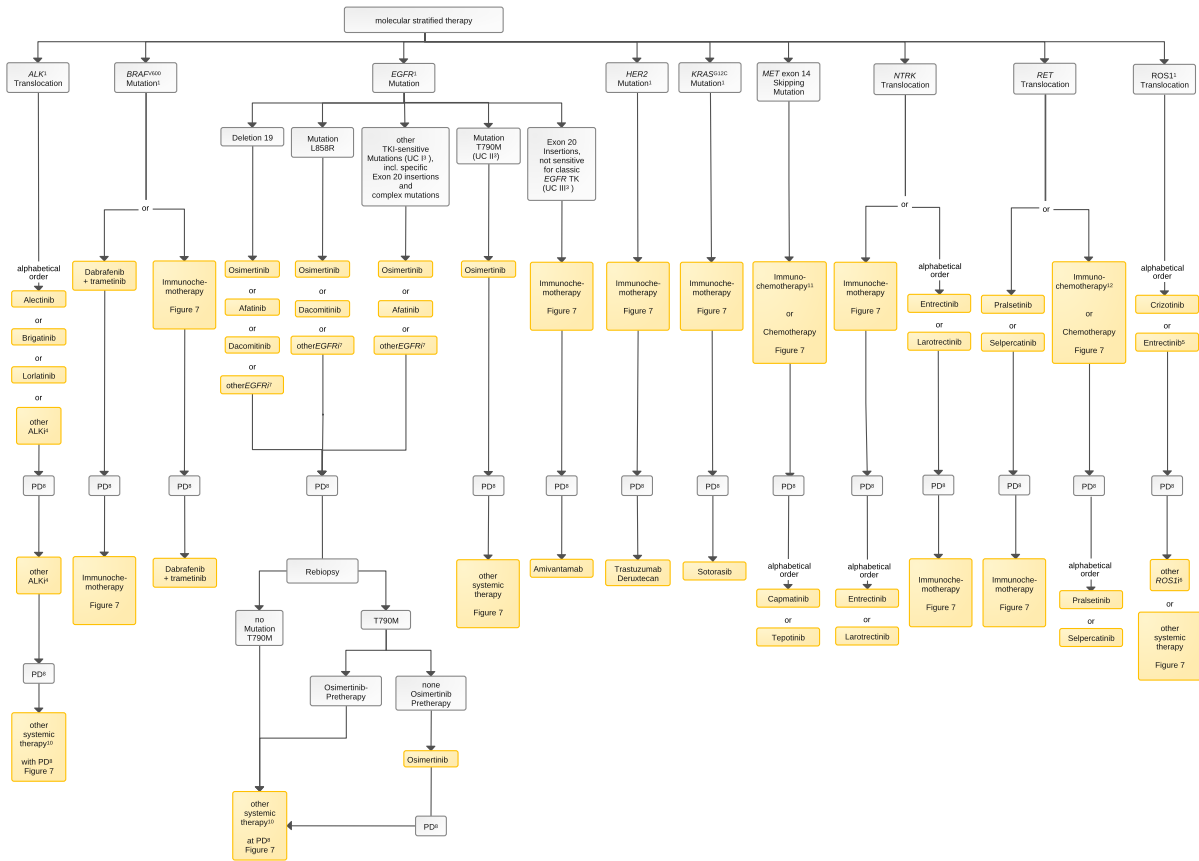 molecular stratified therapy
ALK¹
Translocation
BRAFⱽ⁶⁰⁰
Mutation¹
EGFR¹
Mutation
HER2
Mutation¹
KRASᴳ¹²ᶜ
Mutation¹
MET exon 14
Skipping
Mutation
NTRK
Translocation
RET
Translocation
ROS1¹
Translocation
Deletion 19
Mutation
L858R
other
TKI-sensitive
Mutations (UC I³ ),
incl. specific
Exon 20 insertions
and
complex mutations
Mutation
T790M
(UC II³)
Exon 20
Insertions,
not sensitive
for classic
EGFR TK
(UC III³ )
or
or
or
alphabetical
order
Alectinib
or
Brigatinib
or
Lorlatinib
or
other
ALKi⁴
Dabrafenib
+ trametinib
Immunoche-
motherapy
Figure 7
Osimertinib
or
Afatinib
or
Dacomitinib
or
otherEGFRi⁷
Osimertinib
or
Dacomitinib
or
otherEGFRi⁷
Osimertinib
or
Afatinib
or
otherEGFRi⁷
Osimertinib
Immunoche-
motherapy
Figure 7
Immunoche-
motherapy
Figure 7
Immunoche-
motherapy
Figure 7
Immuno-
chemotherapy¹¹
or
Chemotherapy
Figure 7
Immunoche-
motherapy
Figure 7
alphabetical
order
Entrectinib
or
Larotrectinib
Pralsetinib
or
Selpercatinib
Immuno-
chemotherapy¹²
or
Chemotherapy
Figure 7
alphabetical
order
Crizotinib
or
Entrectinib⁵
PD⁸
PD⁸
PD⁸
PD⁸
PD⁸
PD⁸
PD⁸
PD⁸
PD⁸
PD⁸
PD⁸
PD⁸
PD⁸
PD⁸
other
ALKi⁴
Immunoche-
motherapy
Figure 7
Dabrafenib
+ trametinib
Rebiopsy
other
systemic
therapy
Figure 7
Amivantamab
Trastuzumab
Deruxtecan
Sotorasib
alphabetical
order
Capmatinib
or
Tepotinib
alphabetical
order
Entrectinib
or
Larotrectinib
Immunoche-
motherapy
Figure 7
Immunoche-
motherapy
Figure 7
alphabetical
order
Pralsetinib
or
Selpercatinib
other
ROS1i⁶
or
other
systemic
therapy
Figure 7
no
Mutation
T790M
T790M
PD⁸
Osimertinib-
Pretherapy
none
Osimertinib
Pretherapy
other
systemic
therapy¹⁰
with PD⁸
Figure 7
Osimertinib
other
systemic
therapy¹⁰
at PD⁸
Figure 7
PD⁸